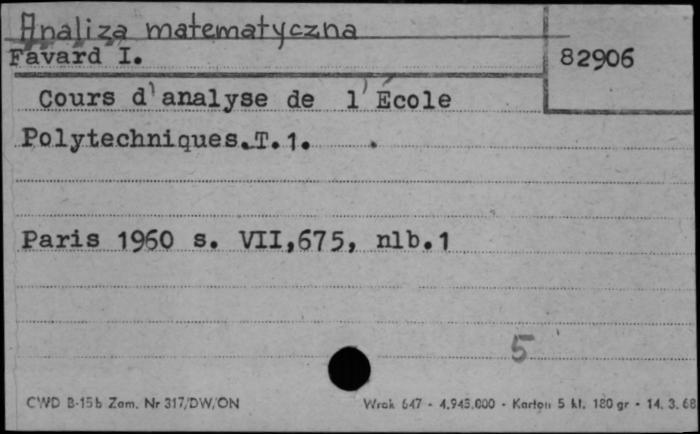 Analiza matematyczna
Favard I.
82906
Cours d'analyse de l'École
Polytechniques.T.1.
Paris 1960 s. VII,675, nlb.1
5
CWD B-15b Zam. Nr 317/DW/ON
Wrak 647 - 4.945.000 - Karton 5 kl. 180 gr - 14. 3. 68